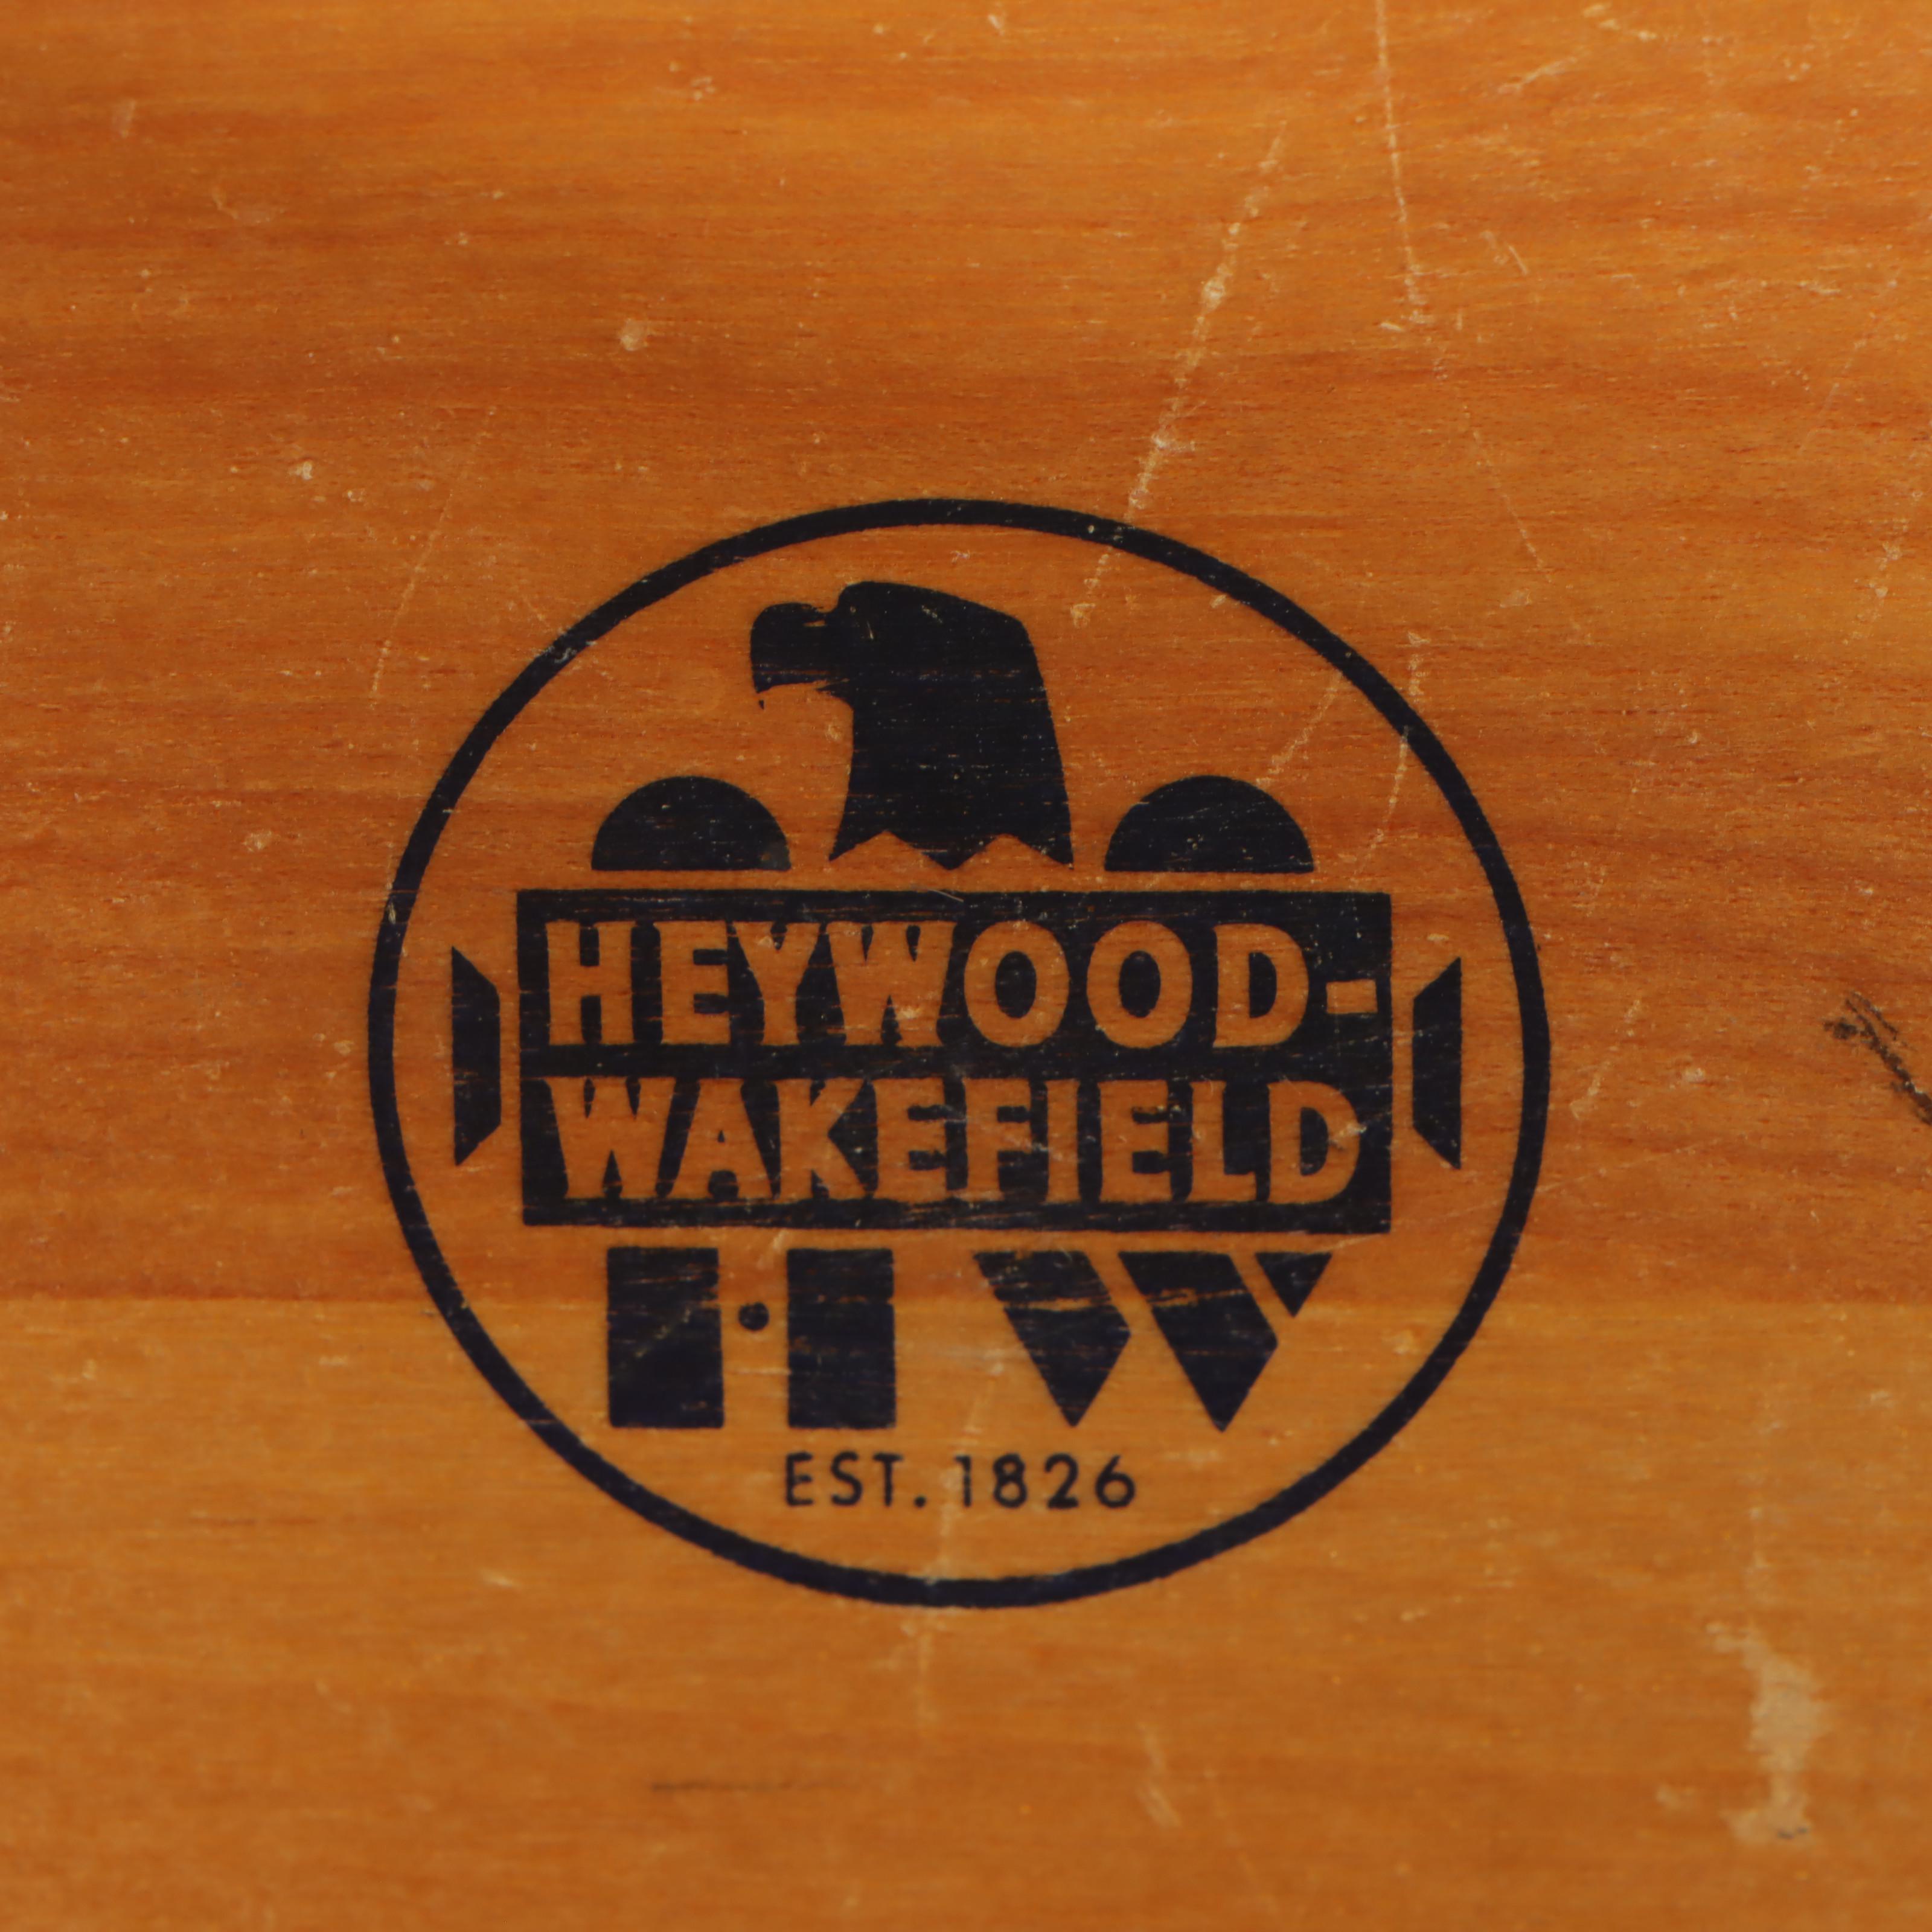 HEYWOOD-
WAKEFIELD
H W
EST. 1826